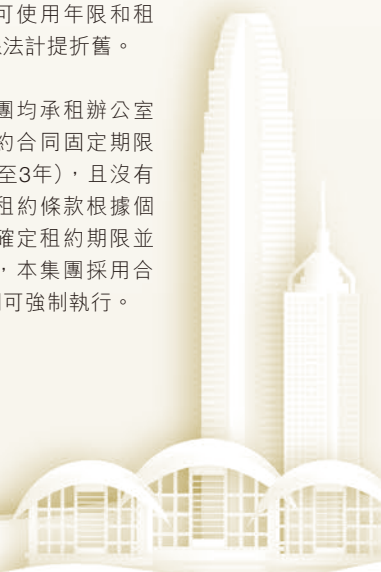 可使用年限和租
法計提折舊。
團均承租辦公室
約合同固定期限
至3年），且沒有
租約條款根據個
確定租約期限並
，本集團採用合
可強制執行。